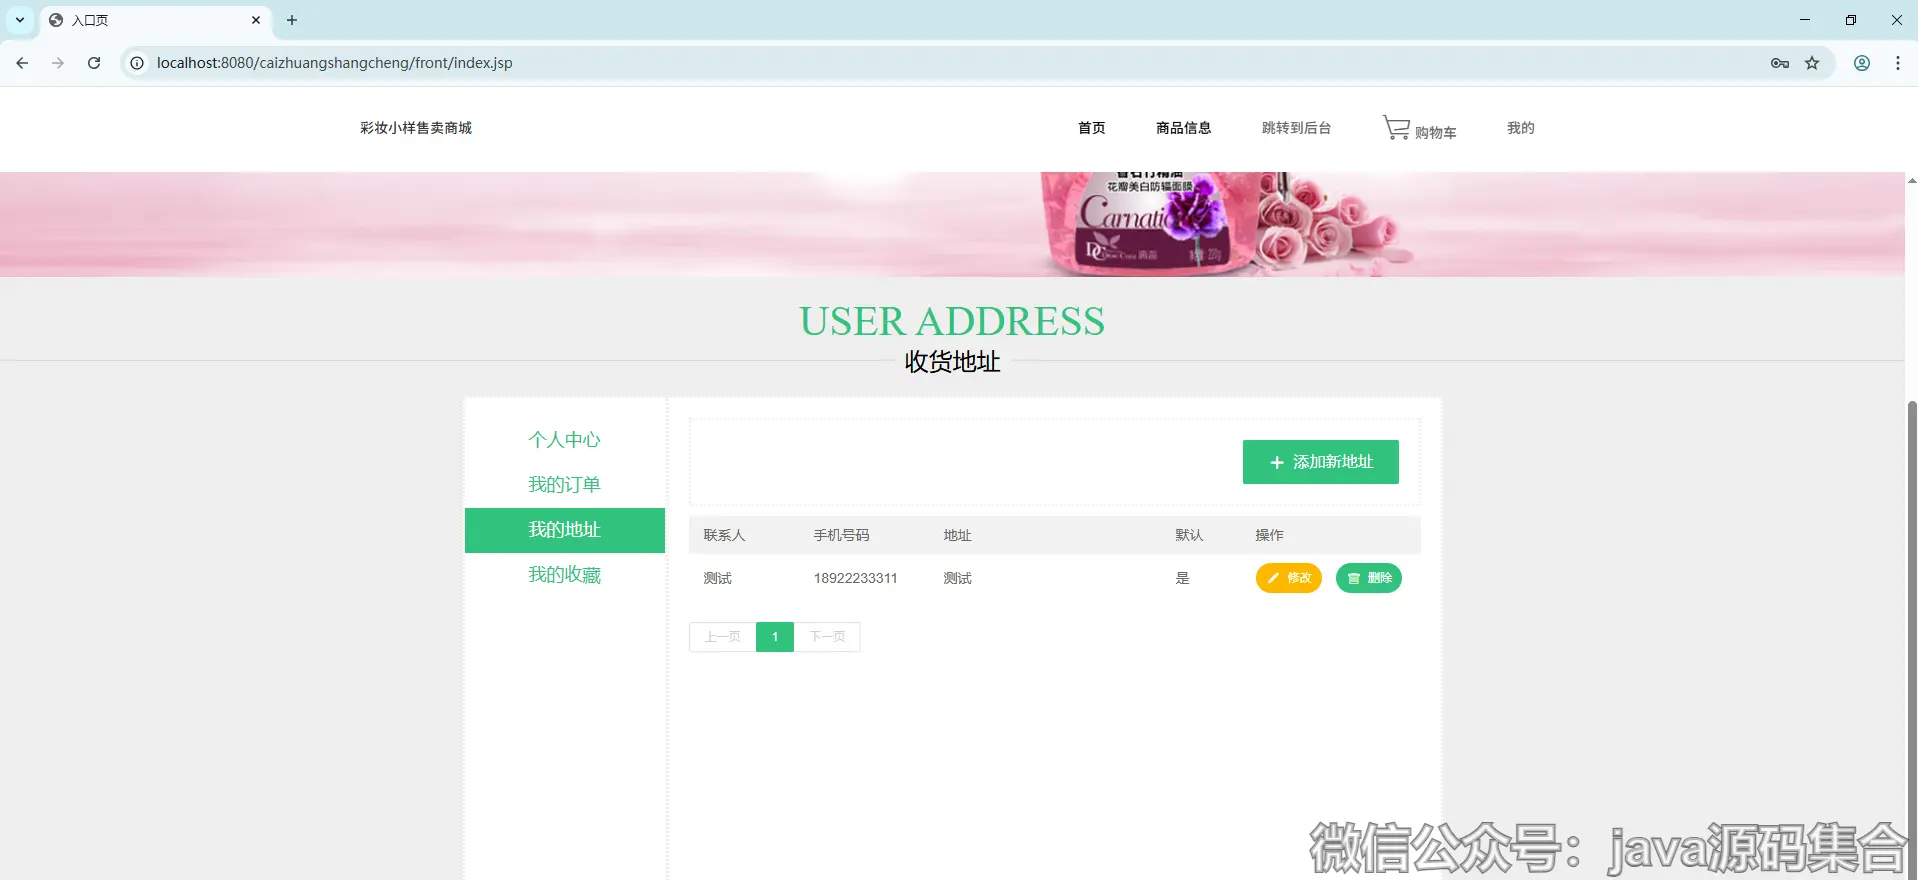 入口页
localhost:8080/caizhuangshangcheng/front/index.jsp
彩妆小样售卖商城
首页
商品信息
跳转到后台
购物车
我的
花瓣美白防辐面膜
USER ADDRESS
收货地址
个人中心
我的订单
我的地址
我的收藏
添加新地址
联系人 手机号码 地址 默认 操作
测试 18922233311 测试 是 修改 删除
上一页 1 下一页
微信公众号：java源码集合